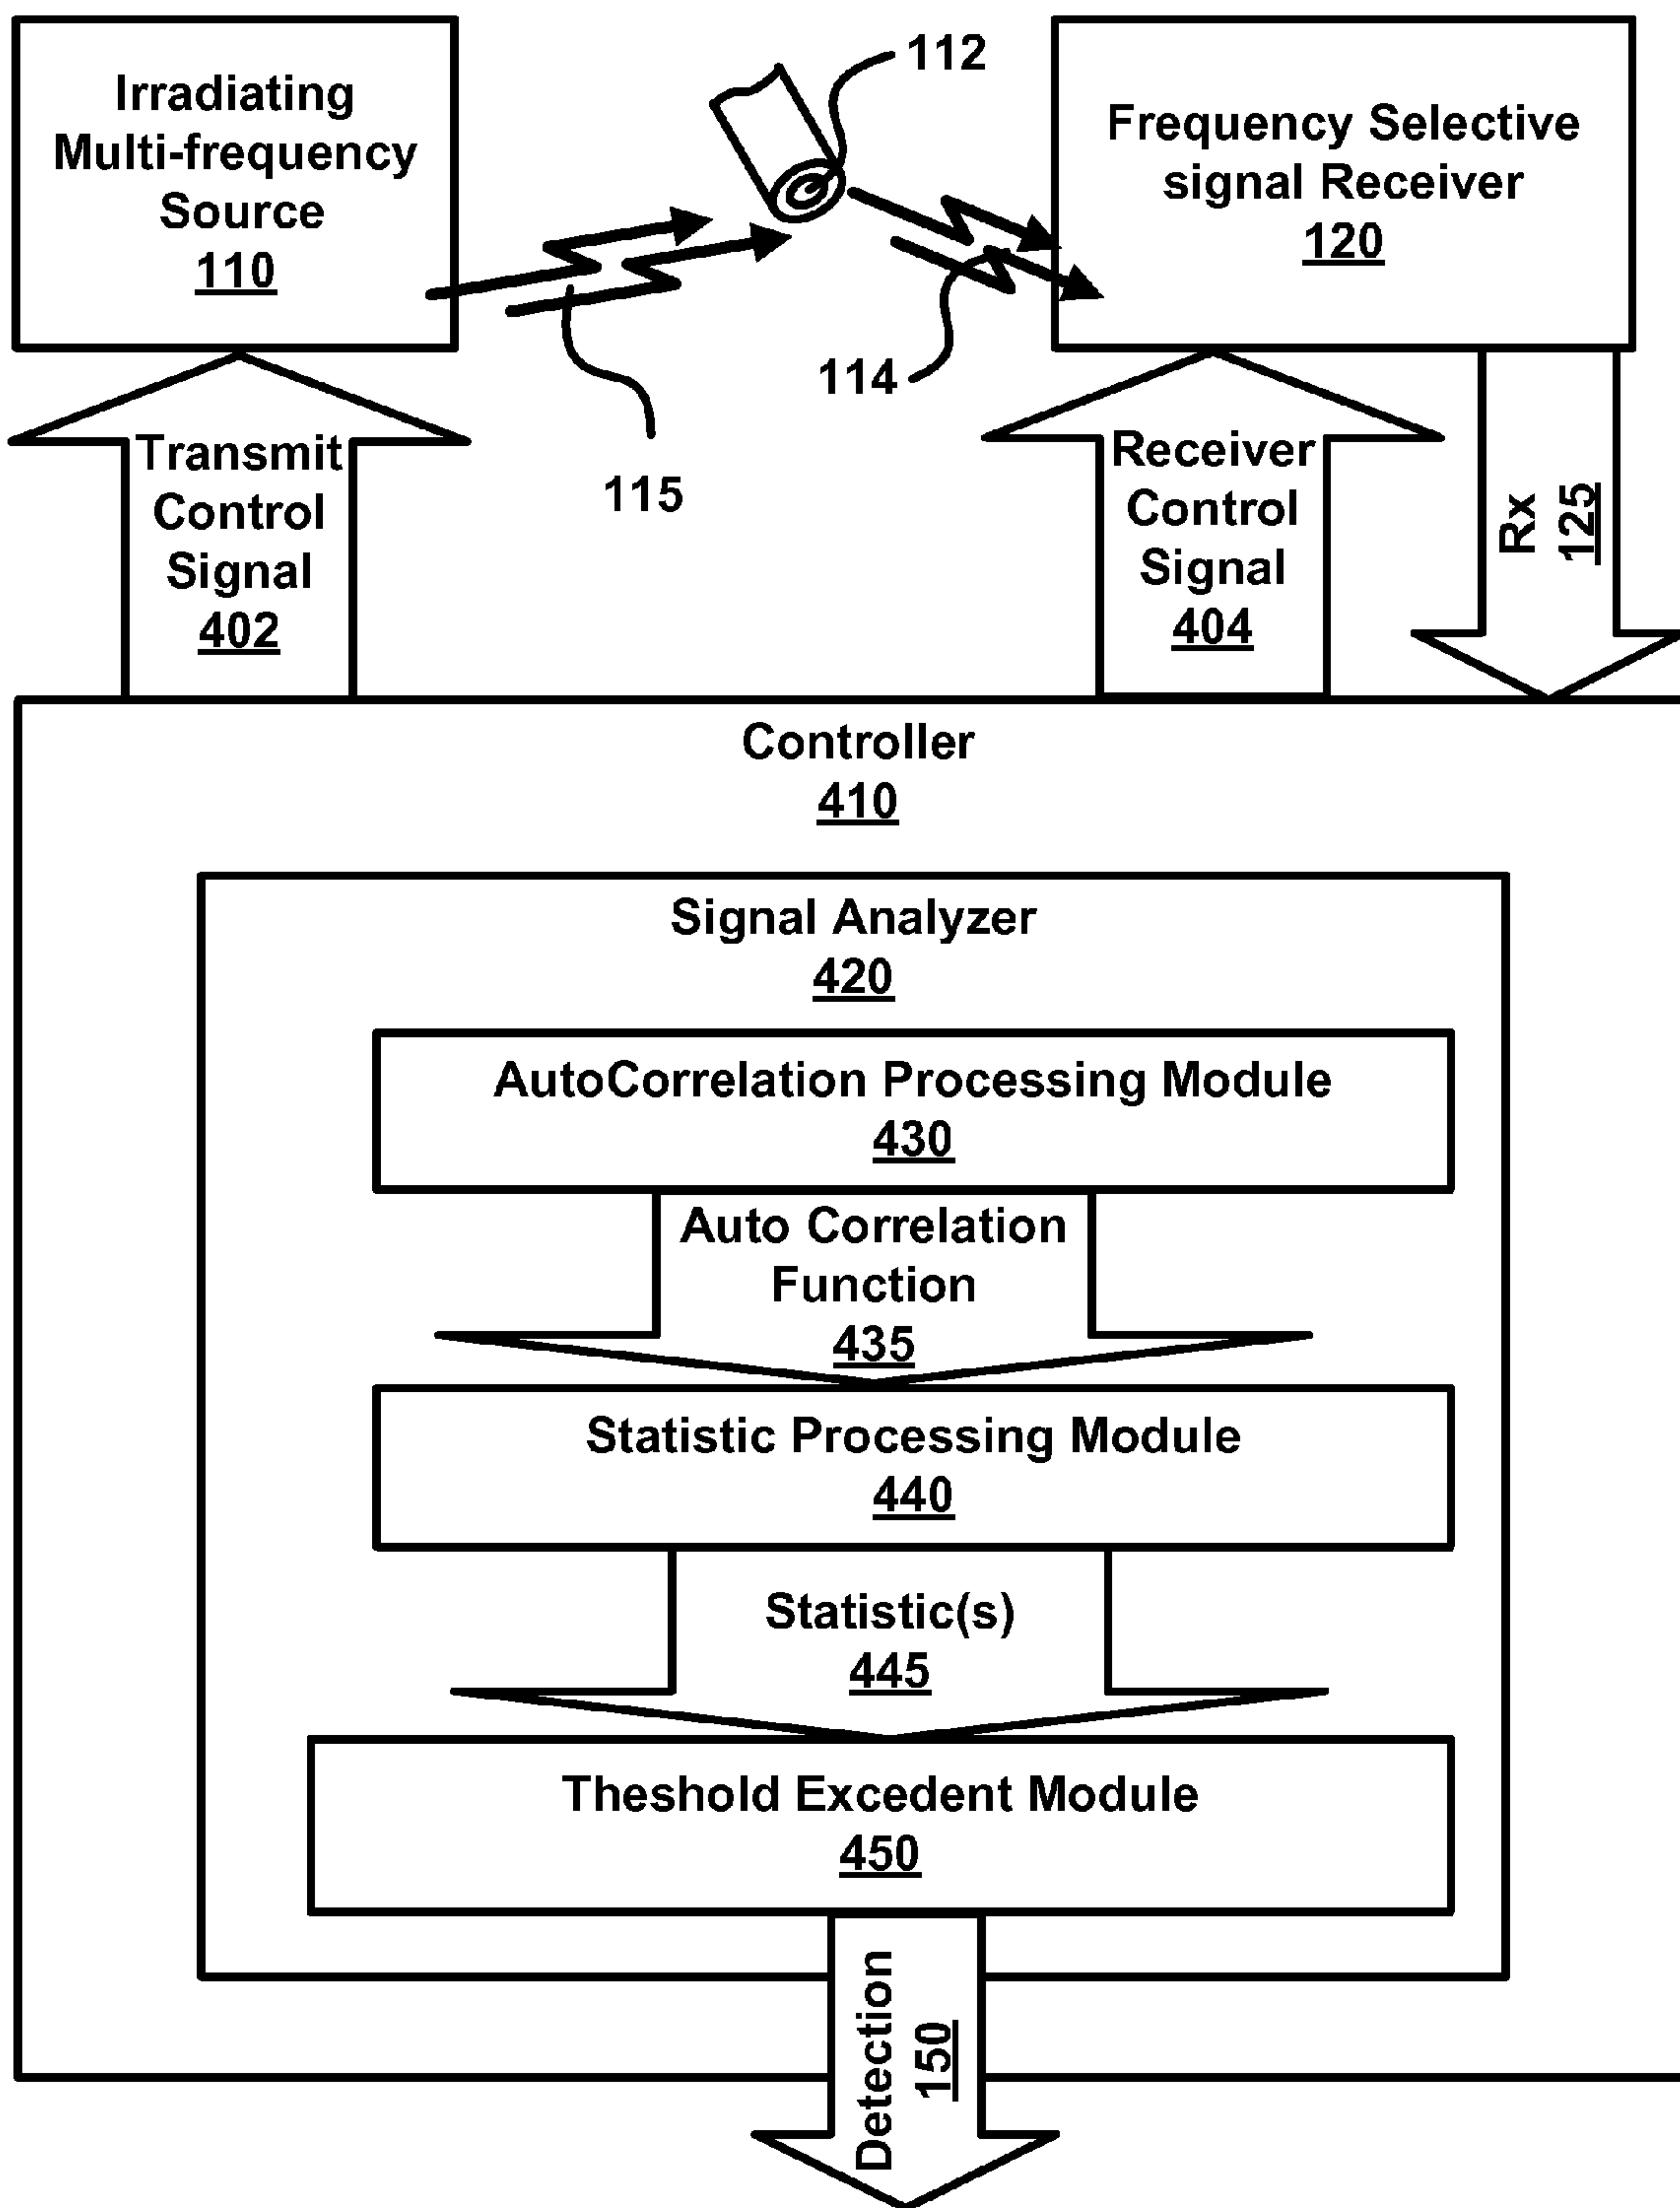 Irradiating
Multi-frequency
Source
110
112
Frequency Selective
signal Receiver
120
115
114
Transmit
Control
Signal
402
Receiver
Control
Signal
404
Rx
125
Controller
410
Signal Analyzer
420
AutoCorrelation Processing Module
430
Auto Correlation
Function
435
Statistic Processing Module
440
Statistic(s)
445
Theshold Excedent Module
450
Detection
150